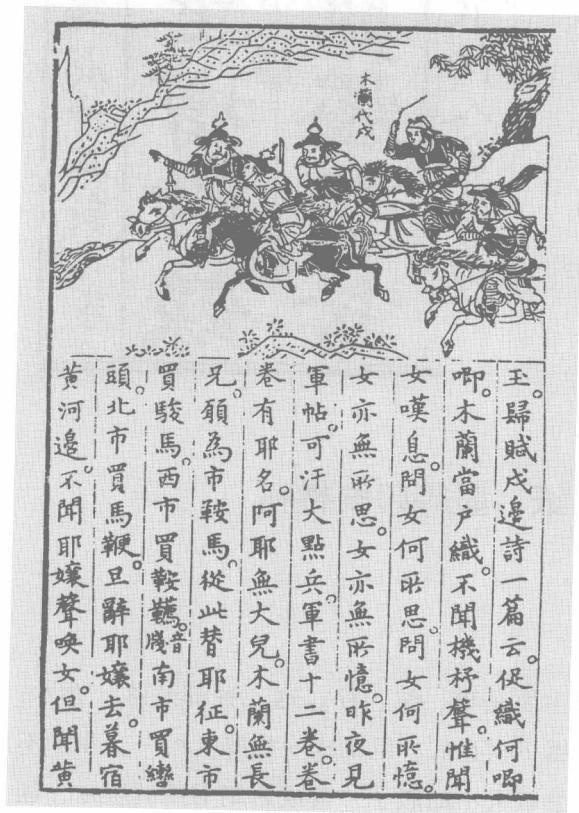 木蘭代戍
玉。歸賦戍邊詩一篇云。促織何唧
唧。木蘭當户織。不聞機杼聲。惟聞
女嘆息。問女何所思。問女何所憶。
女亦無所思。女亦無所憶。昨夜見
軍帖。可汗大點兵。軍書十二卷。卷
卷有耶名。阿耶無大兒。木蘭無長
兄。願為市鞍馬。從此替耶征。東市
買駿馬。西市買鞍韉。音牋南市買轡
頭。北市買馬鞭。旦辭耶孃去。暮宿
黄河邊。不聞耶孃聲喚女。但聞黄